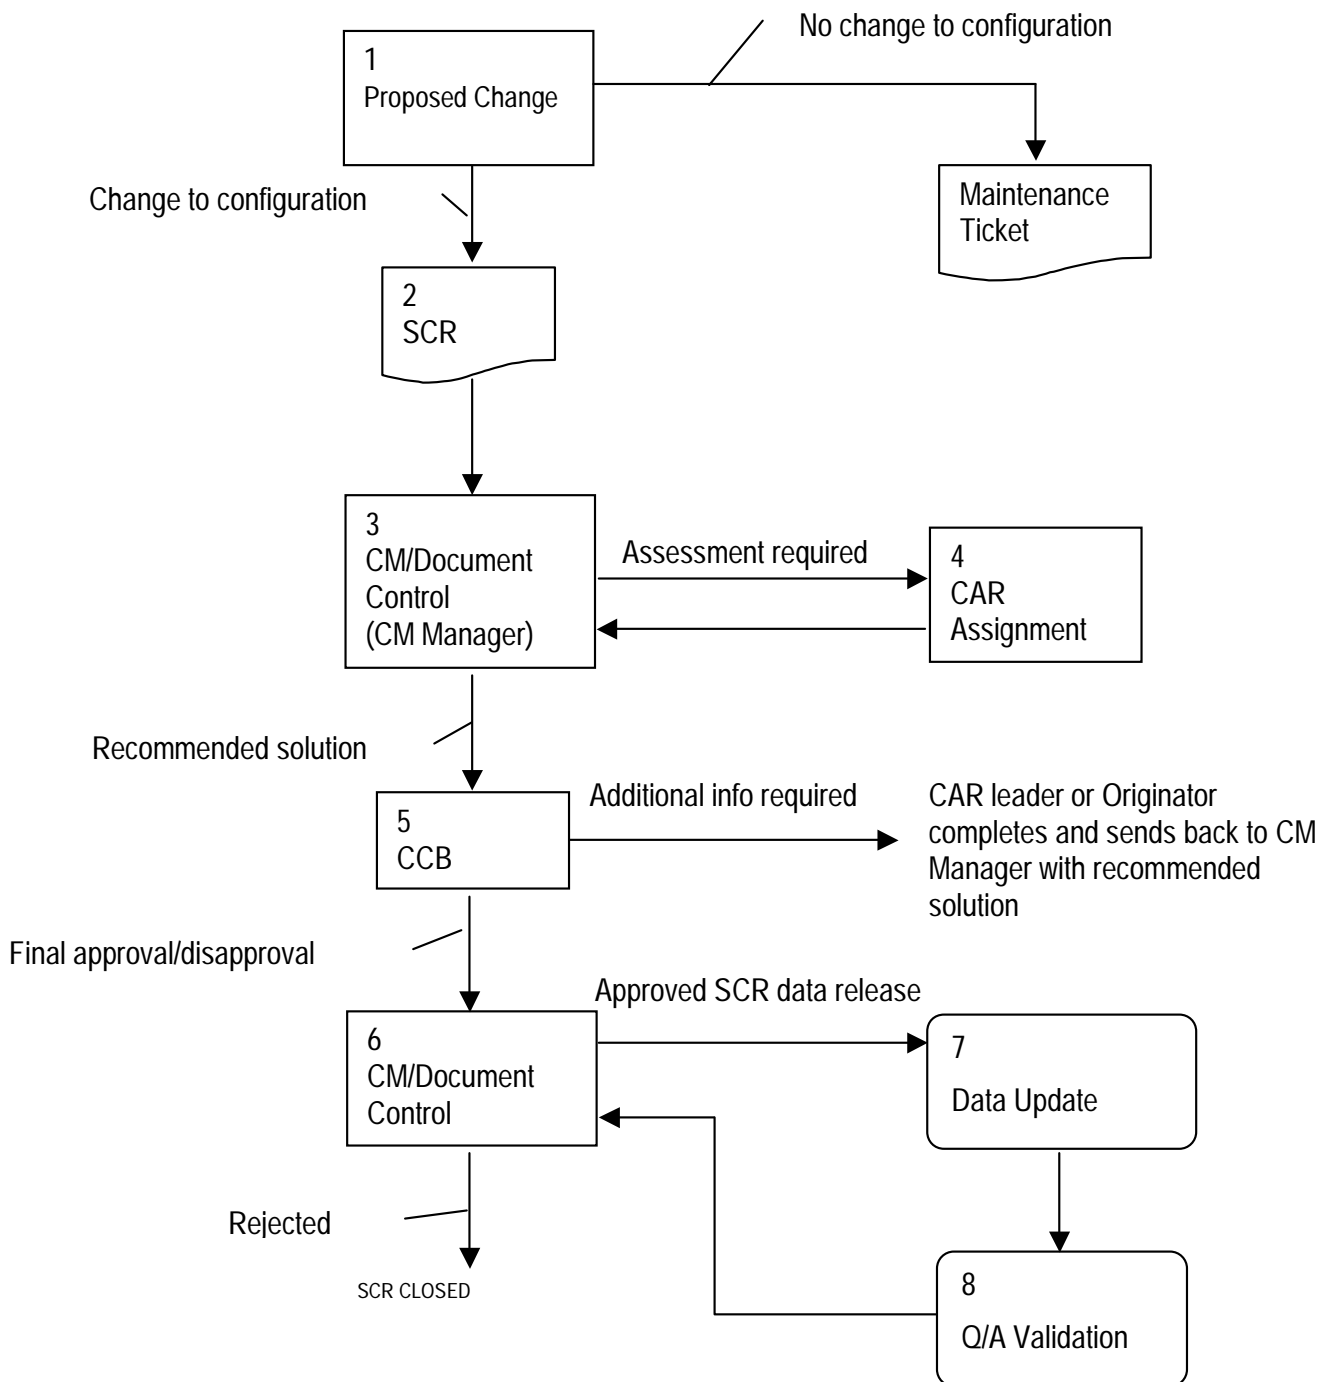 No change to configuration
1
Proposed Change
Change to configuration
Maintenance
Ticket
2
SCR
3
CM/Document
Control
(CM Manager)
Assessment required
4
CAR
Assignment
Recommended solution
5
CCB
Additional info required
CAR leader or Originator
completes and sends back to CM
Manager with recommended
solution
Final approval/disapproval
6
CM/Document
Control
Approved SCR data release
7
Data Update
Rejected
SCR CLOSED
8
Q/A Validation